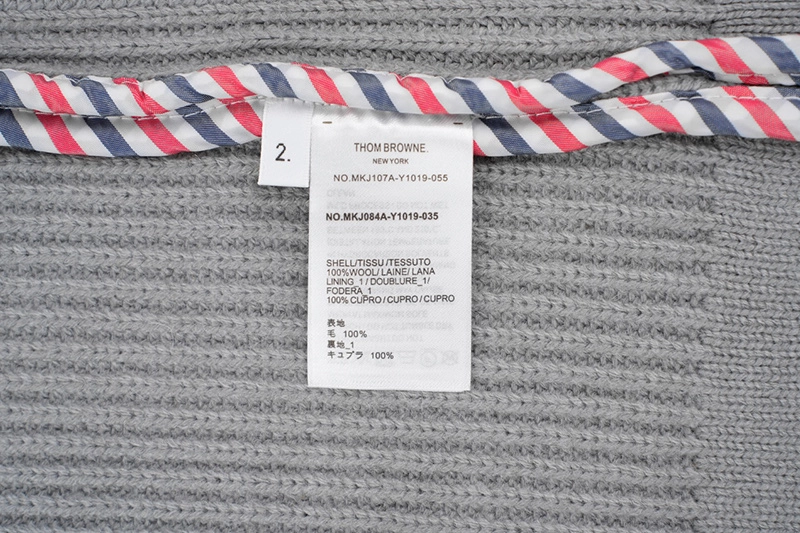 2.
THOM BROWNE.
NEW YORK
NO.MKJ107A-Y1019-055
NO.MKJ084A-Y1019-035
SHELL/TISSU/TESSUTO
100%WOOL/ LAINE/ LANA
LINING_1 / DOUBLURE_1/
FODERA_1
100% CUPRO / CUPRO / CUPRO
表地
毛 100%
裏地_1
キュプラ 100%